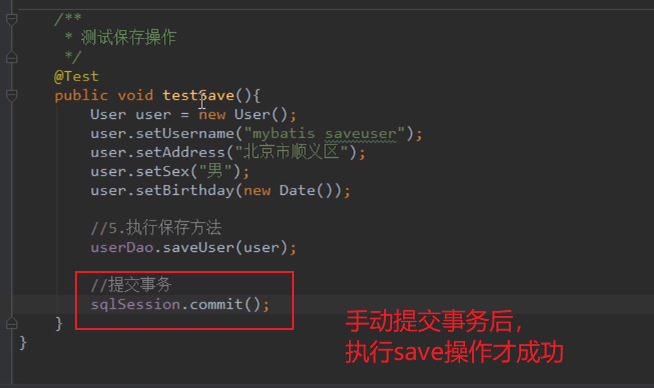 /**
* 测试保存操作
*/
@Test
public void testSave(){
User user = new User();
user.setUsername("mybatis saveuser");
user.setAddress("北京市顺义区");
user.setSex("男");
user.setBirthday(new Date());
//5.执行保存方法
userDao.saveUser(user);
//提交事务
sqlSession.commit();
}
}
手动提交事务后，
执行save操作才成功